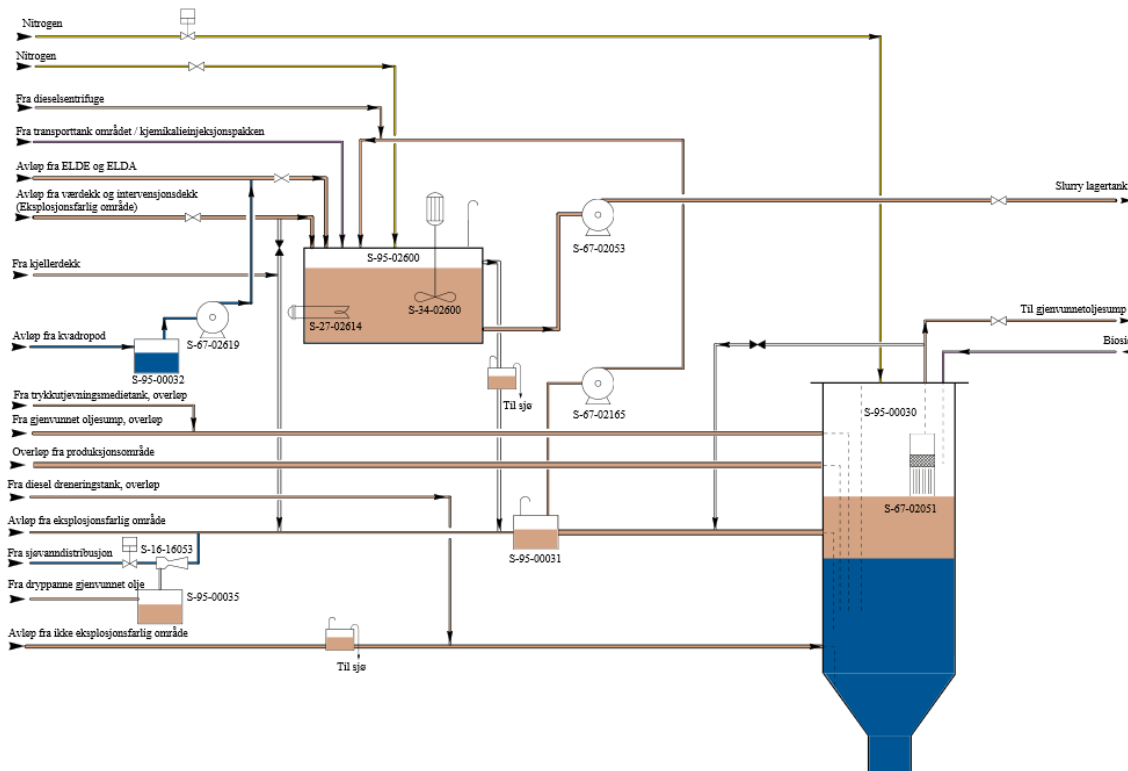 Nitrogen
Nitrogen
Fra dieselsentrifuge
Fra transporttank området / kjemikalieinjeksjonspakken
Avløp fra ELDE og ELDA
Avløp fra værdekk og intervensjonsdekk
(Eksplosjonsfarlig område)
Slurry lagertank
S-67-02053
S-95-02600
Fra kjellerdekk
S-27-02614
S-34-02600
Til gjenvunnetoljesump
Avløp fra kvadropod
S-67-02619
Biosi
S-95-00032
Til sjø
S-67-02165
S-95-00030
Fra trykkutjevningsmedietank, overløp
Fra gjenvunnet oljesump, overløp
Overløp fra produksjonsområde
Fra diesel dreneringstank, overløp
S-67-02051
Avløp fra eksplosjonsfarlig område
Fra sjøvanndistribusjon
S-16-16053
S-95-00031
Fra dryppanne gjenvunnet olje
S-95-00035
Avløp fra ikke eksplosjonsfarlig område
Til sjø